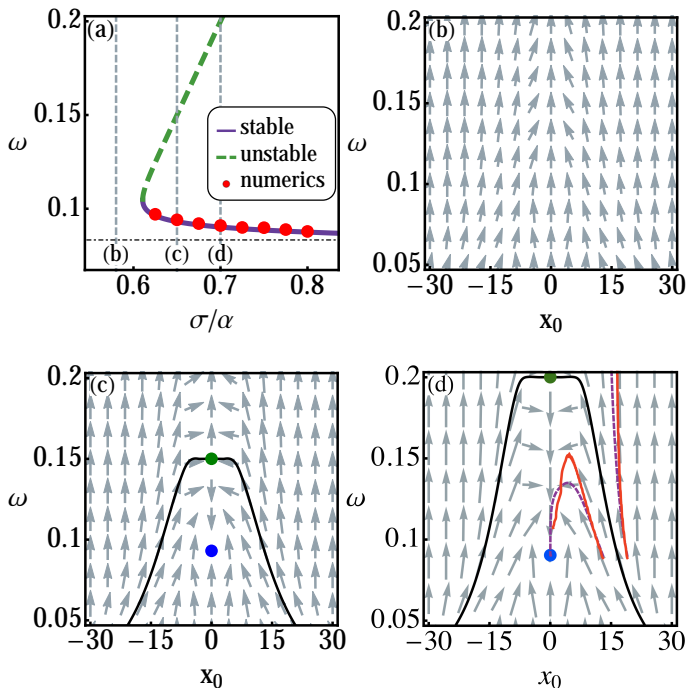 (a)
0.2
0.15
0.1
ω
stable
unstable
numerics
(b) (c) (d)
0.6 0.7 0.8
σ/α
(b)
0.2
0.15
0.1
0.05
ω
-30 -15 0 15 30
x₀
(c)
0.2
0.15
0.1
0.05
ω
-30 -15 0 15 30
x₀
(d)
0.2
0.15
0.1
0.05
ω
-30 -15 0 15 30
x₀